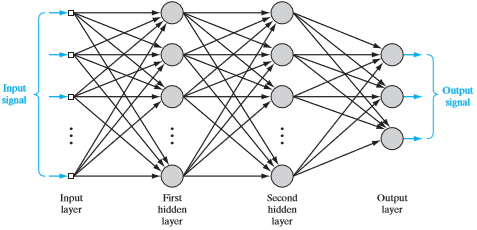 Input
signal
Output
signal
Input
layer
First
hidden
layer
Second
hidden
layer
Output
layer